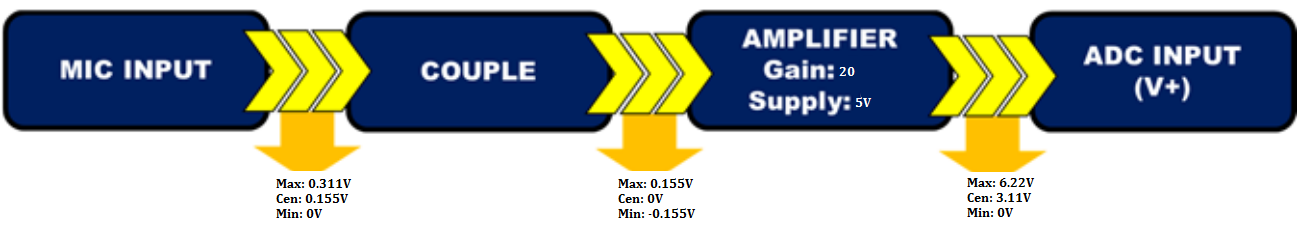 MIC INPUT
COUPLE
AMPLIFIER
Gain: 20
Supply: 5V
ADC INPUT
(V+)
Max: 0.311V
Cen: 0.155V
Min: 0V
Max: 0.155V
Cen: 0V
Min: -0.155V
Max: 6.22V
Cen: 3.11V
Min: 0V